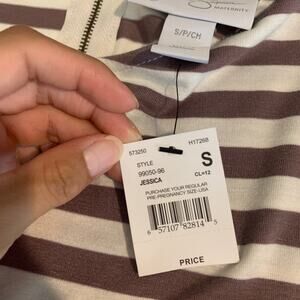 MATERNITY
S/P/CH
573250
H1726B
STYLE
99050-96
JESSICA
S
CL=12
PURCHASE YOUR REGULAR
PRE-PREGNANCY SIZE-USA
6 57107 82814 5
PRICE